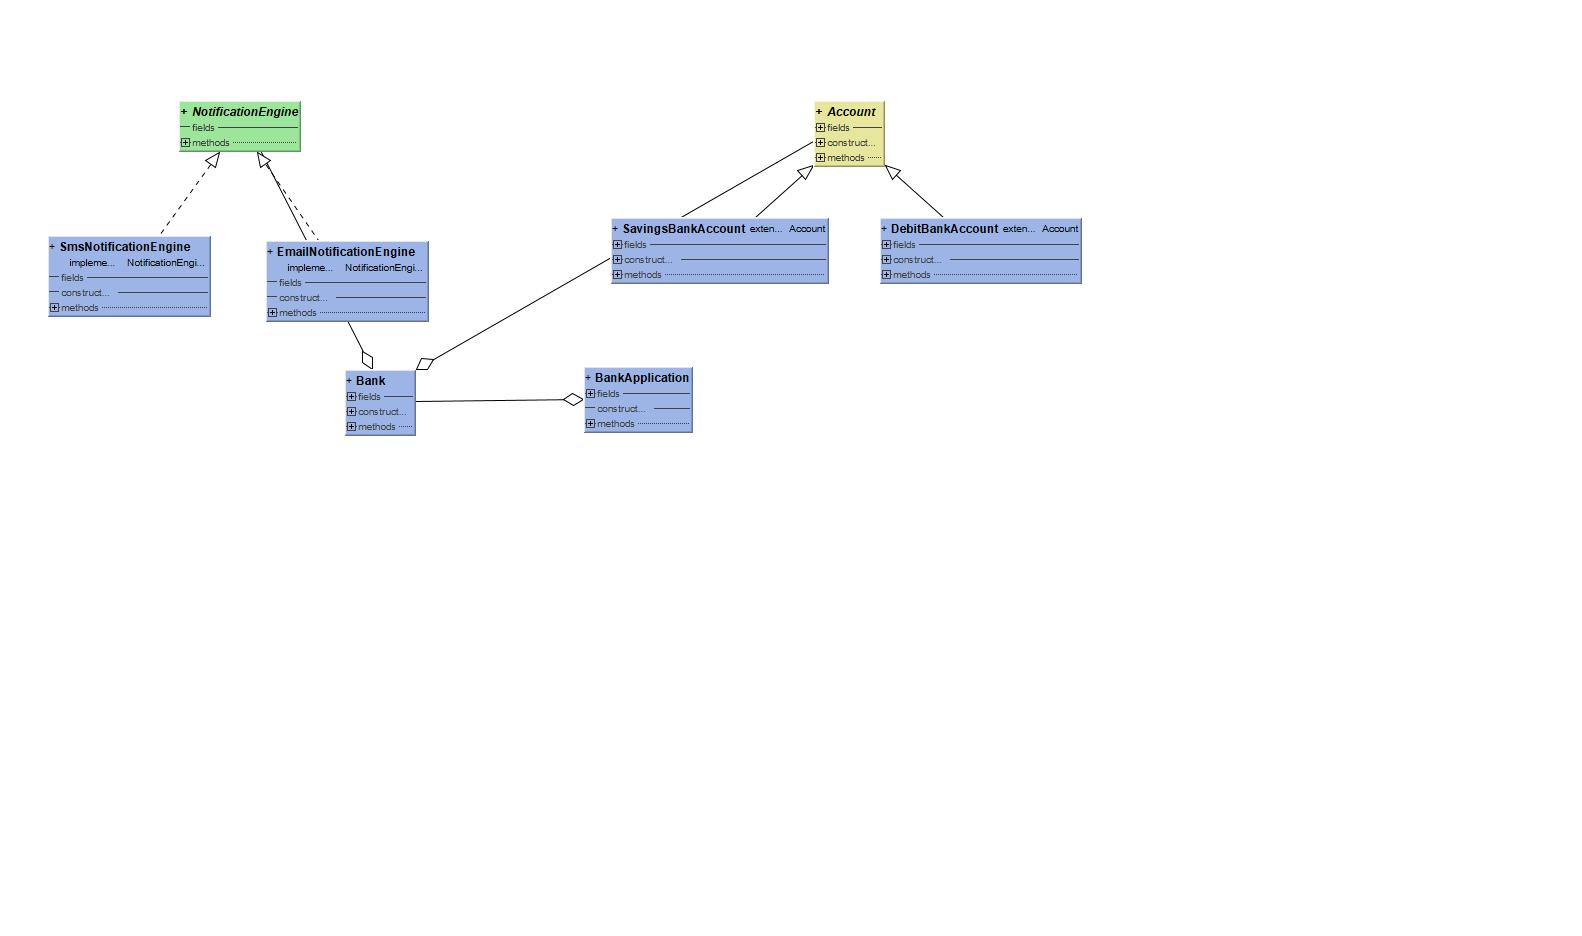 + NotificationEngine
fields
methods
+ Account
fields
construct...
methods
+ SmsNotificationEngine
impleme... NotificationEngi...
fields
construct...
methods
+ EmailNotificationEngine
impleme... NotificationEngi...
fields
construct...
methods
+ SavingsBankAccount exten... Account
fields
construct...
methods
+ DebitBankAccount exten... Account
fields
construct...
methods
+ Bank
fields
construct...
methods
+ BankApplication
fields
construct...
methods